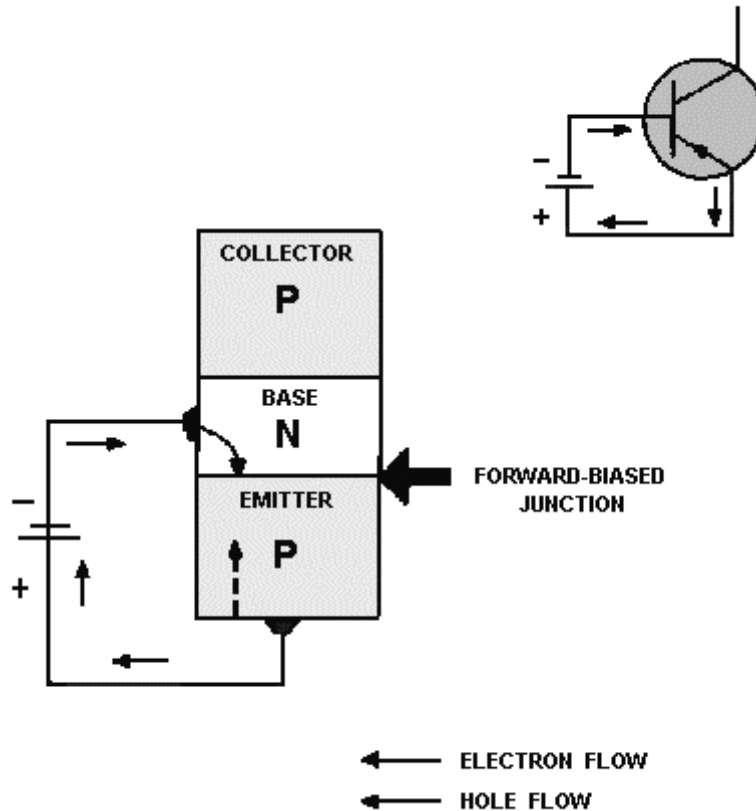 -
+
COLLECTOR
P
BASE
N
FORWARD-BIASED
JUNCTION
EMITTER
P
-
+
ELECTRON FLOW
HOLE FLOW